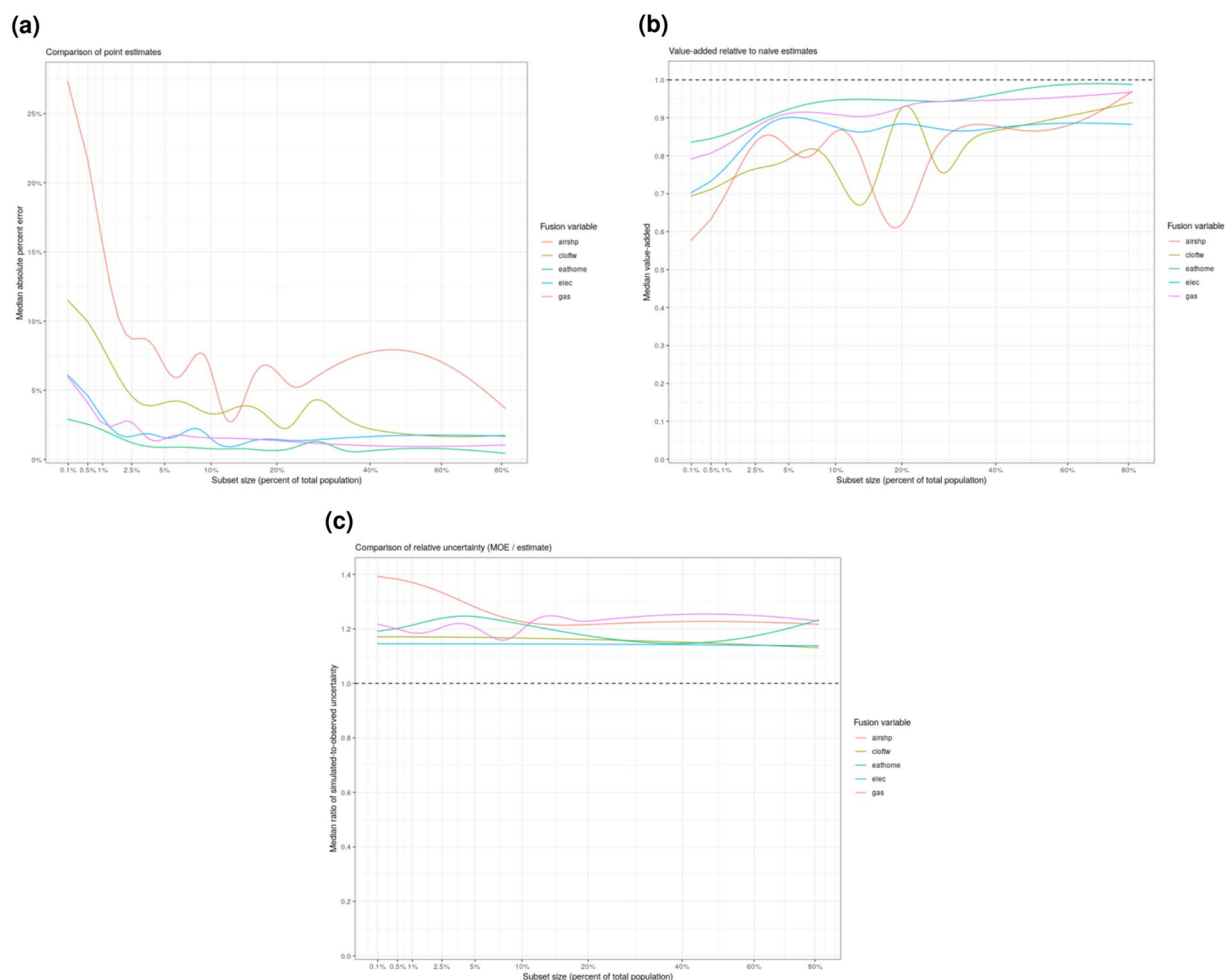 (a)
Comparison of point estimates
Median absolute percent error
25%
20%
15%
10%
5%
0%
0.1% 0.5% 1% 2.5% 5% 10% 20% 40% 60% 80%
Subset size (percent of total population)
Fusion variable
airshp
cloftw
eathome
elec
gas
(b)
Value-added relative to naive estimates
Median value-added
1.0
0.9
0.8
0.7
0.6
0.5
0.4
0.3
0.2
0.1
0.0
0.1% 0.5% 1% 2.5% 5% 10% 20% 40% 60% 80%
Subset size (percent of total population)
Fusion variable
airshp
cloftw
eathome
elec
gas
(c)
Comparison of relative uncertainty (MOE / estimate)
Median ratio of simulated-to-observed uncertainty
1.4
1.2
1.0
0.8
0.6
0.4
0.2
0.0
0.1% 0.5% 1% 2.5% 5% 10% 20% 40% 60% 80%
Subset size (percent of total population)
Fusion variable
airshp
cloftw
eathome
elec
gas